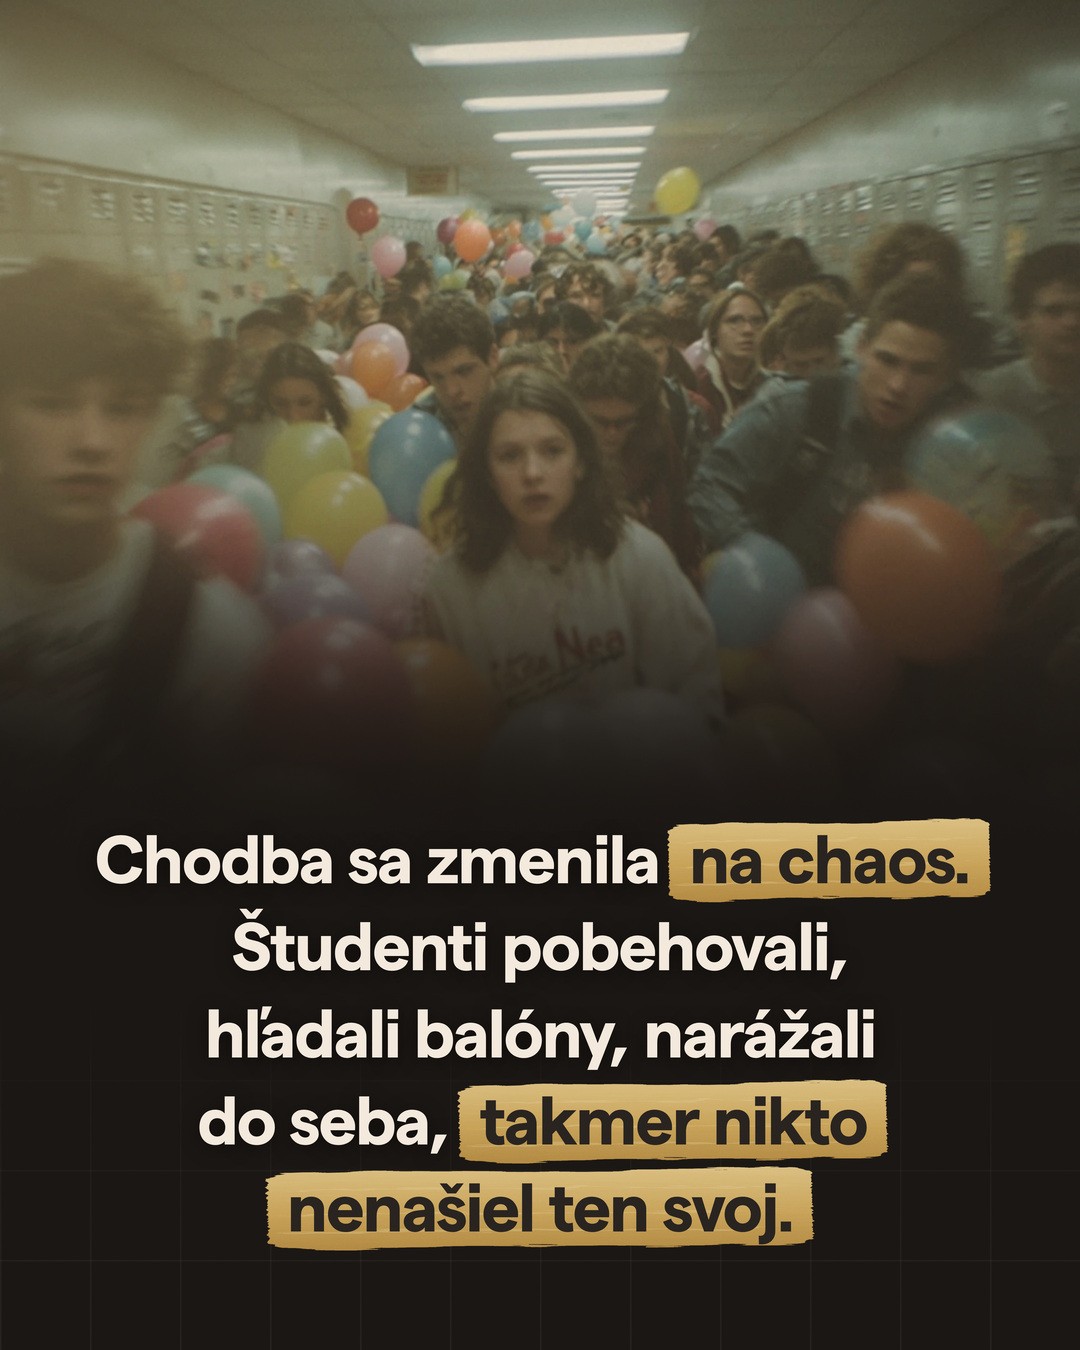 Chodba sa zmenila na chaos.
Študenti pobehovali,
hľadali balóny, narážali
do seba, takmer nikto
nenašiel ten svoj.